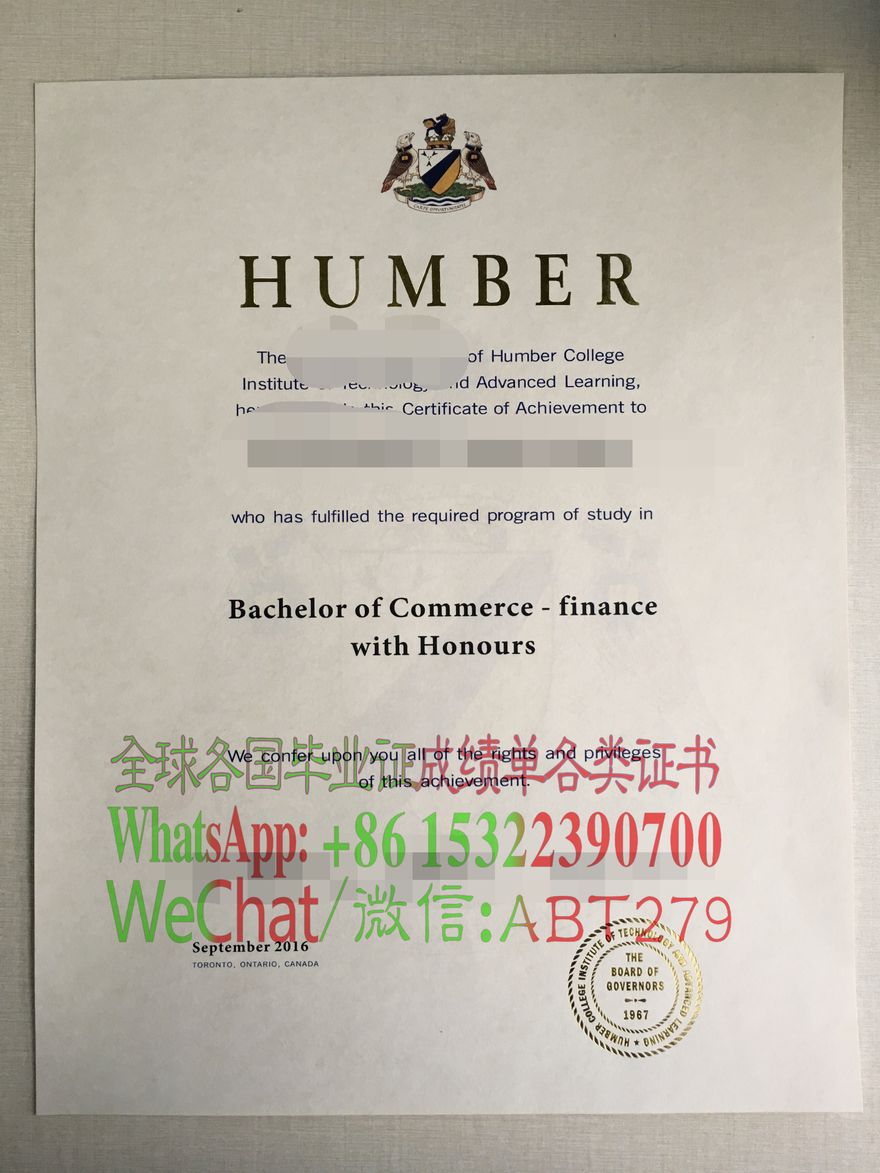 HUMBER
The of Humber College
Institute and Advanced Learning,
this Certificate of Achievement to
who has fulfilled the required program of study in
Bachelor of Commerce - finance
with Honours
We confer upon you all of the rights and privileges
of this achievement.
全球各国毕业证成绩单各类证书
WhatsApp: +86 15322390700
WeChat/微信:ABT279
September 2016
TORONTO, ONTARIO, CANADA
HUMBER COLLEGE INSTITUTE OF TECHNOLOGY AND ADVANCED LEARNING
THE
BOARD OF
GOVERNORS
1967